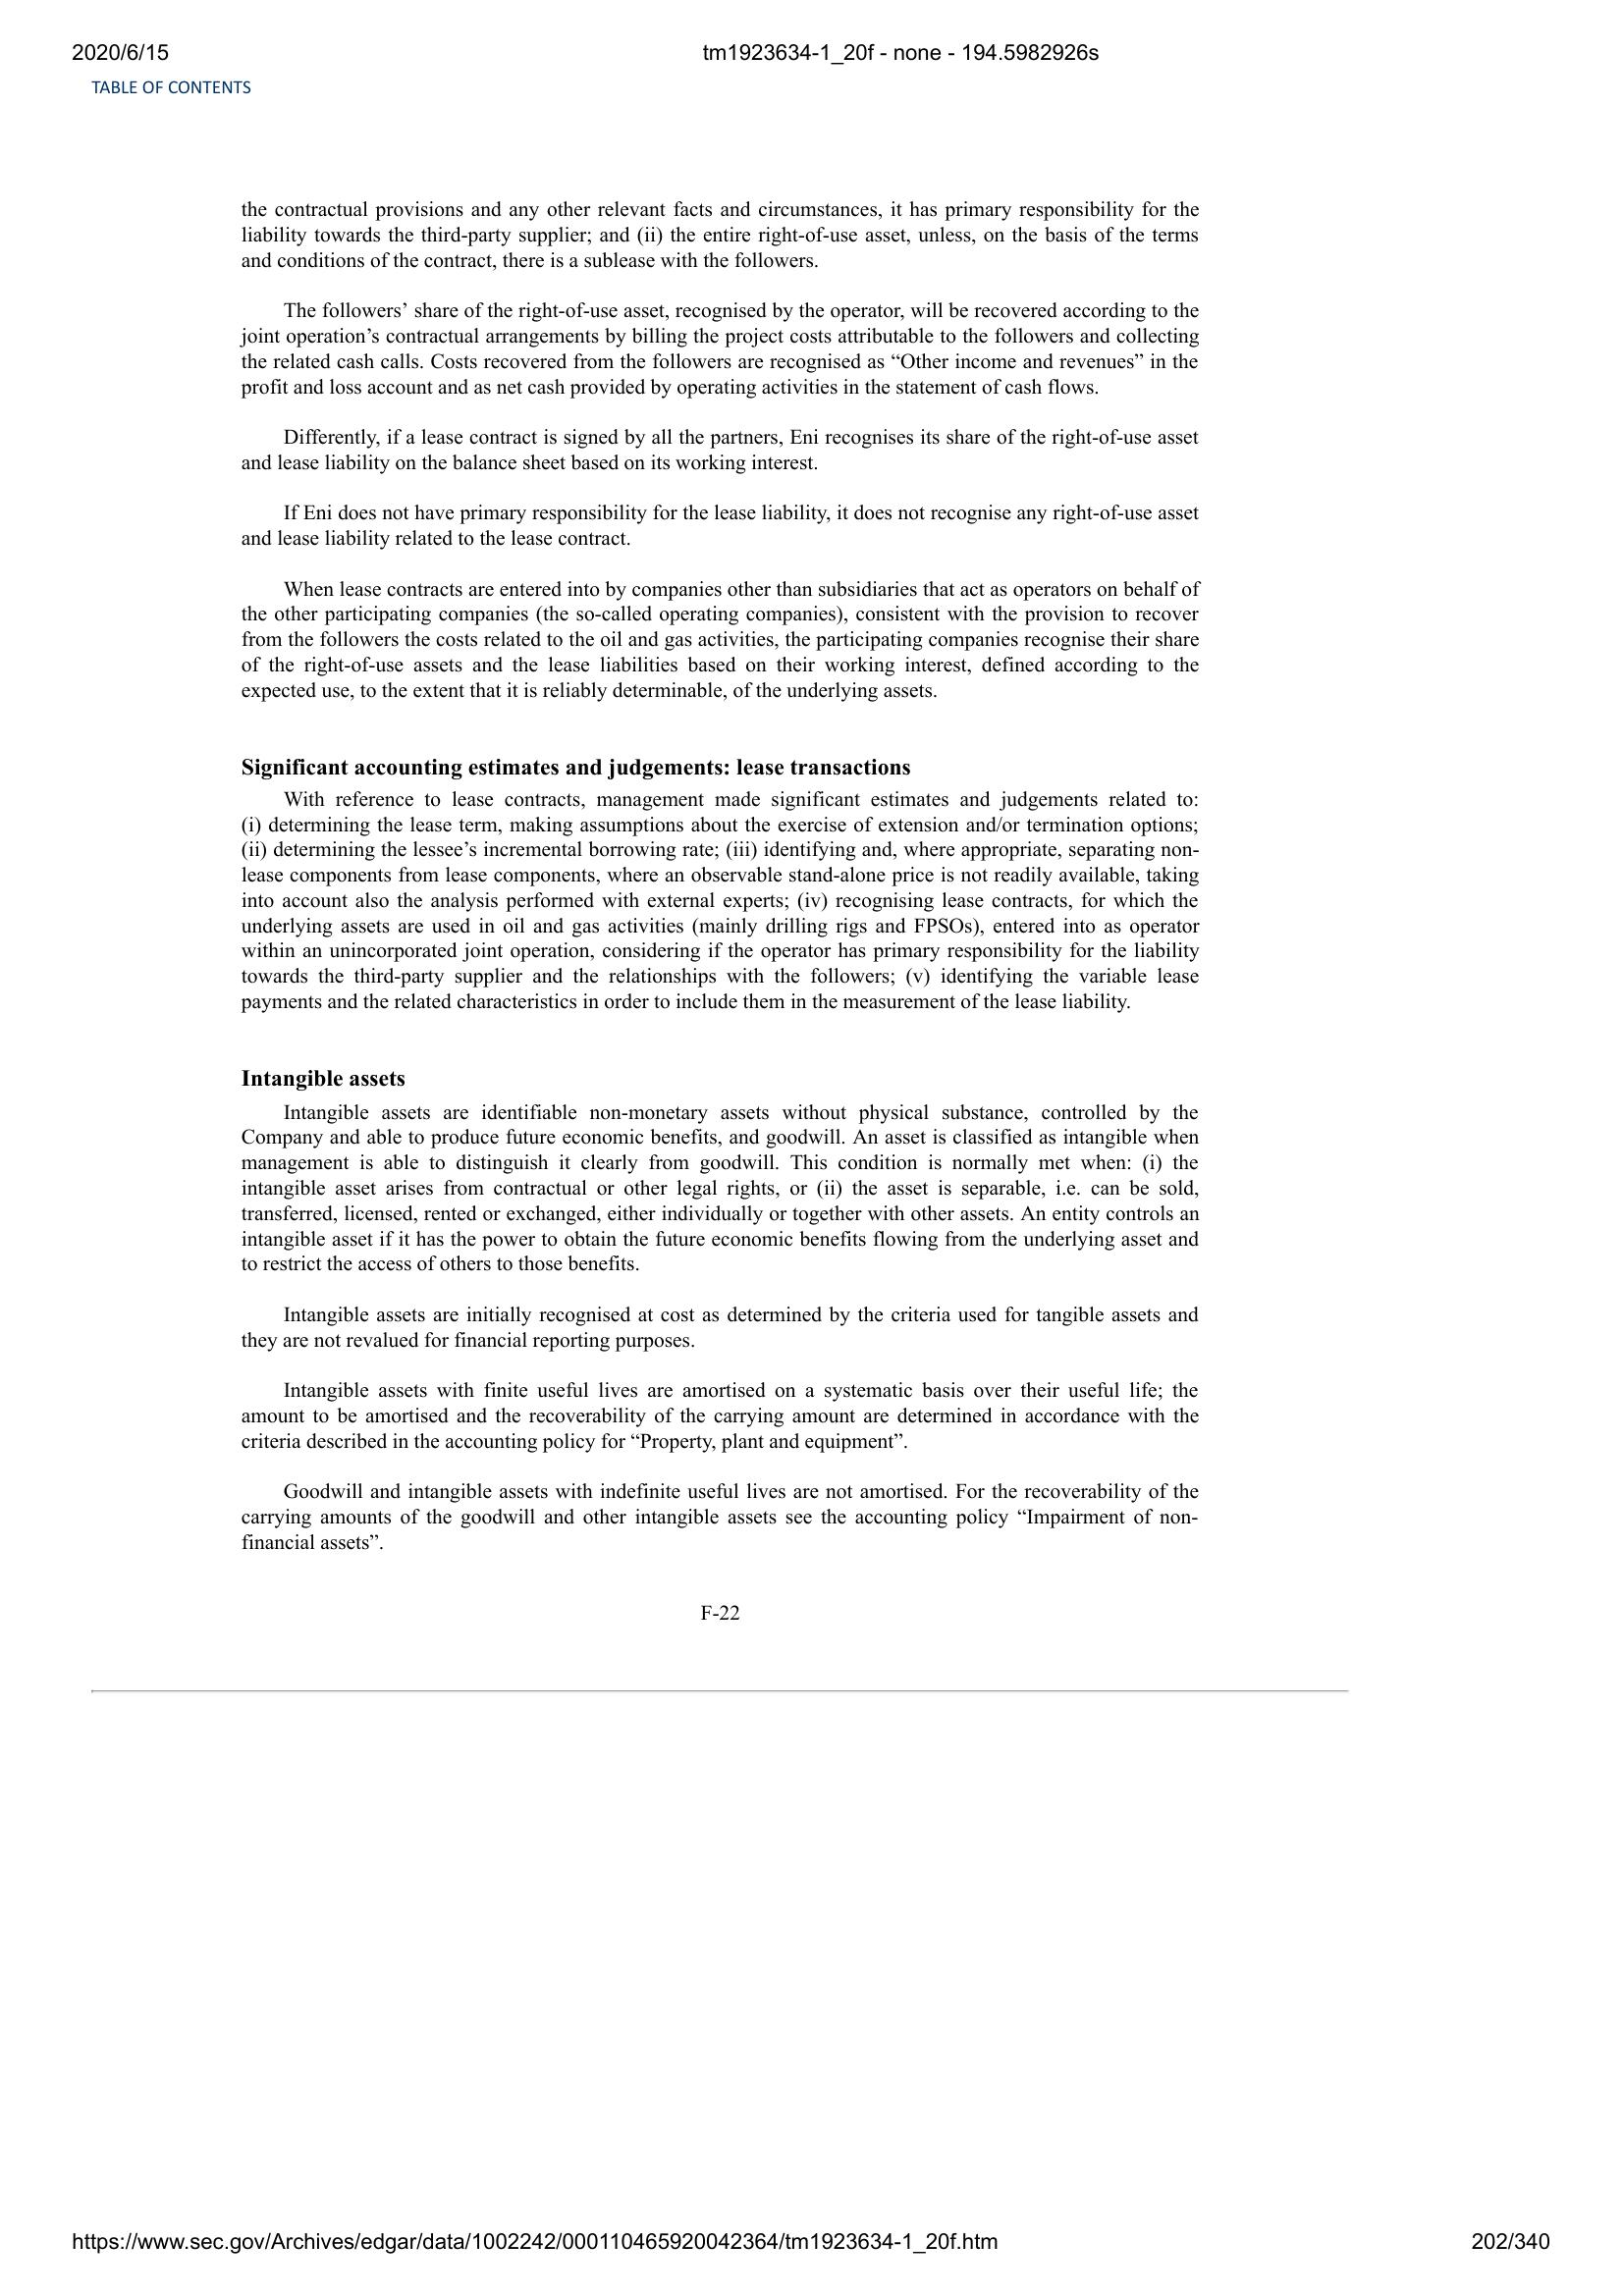 2020/6/15
tm1923634-1_20f - none - 194.5982926s
TABLE OF CONTENTS
the contractual provisions and any other relevant facts and circumstances, it has primary responsibility for the
liability towards the third-party supplier; and (ii) the entire right-of-use asset, unless, on the basis of the terms
and conditions of the contract, there is a sublease with the followers.
The followers’ share of the right-of-use asset, recognised by the operator, will be recovered according to the
joint operation’s contractual arrangements by billing the project costs attributable to the followers and collecting
the related cash calls. Costs recovered from the followers are recognised as “Other income and revenues” in the
profit and loss account and as net cash provided by operating activities in the statement of cash flows.
Differently, if a lease contract is signed by all the partners, Eni recognises its share of the right-of-use asset
and lease liability on the balance sheet based on its working interest.
If Eni does not have primary responsibility for the lease liability, it does not recognise any right-of-use asset
and lease liability related to the lease contract.
When lease contracts are entered into by companies other than subsidiaries that act as operators on behalf of
the other participating companies (the so-called operating companies), consistent with the provision to recover
from the followers the costs related to the oil and gas activities, the participating companies recognise their share
of the right-of-use assets and the lease liabilities based on their working interest, defined according to the
expected use, to the extent that it is reliably determinable, of the underlying assets.
Significant accounting estimates and judgements: lease transactions
With reference to lease contracts, management made significant estimates and judgements related to:
(i) determining the lease term, making assumptions about the exercise of extension and/or termination options;
(ii) determining the lessee’s incremental borrowing rate; (iii) identifying and, where appropriate, separating non-
lease components from lease components, where an observable stand-alone price is not readily available, taking
into account also the analysis performed with external experts; (iv) recognising lease contracts, for which the
underlying assets are used in oil and gas activities (mainly drilling rigs and FPSOs), entered into as operator
within an unincorporated joint operation, considering if the operator has primary responsibility for the liability
towards the third-party supplier and the relationships with the followers; (v) identifying the variable lease
payments and the related characteristics in order to include them in the measurement of the lease liability.
Intangible assets
Intangible assets are identifiable non-monetary assets without physical substance, controlled by the
Company and able to produce future economic benefits, and goodwill. An asset is classified as intangible when
management is able to distinguish it clearly from goodwill. This condition is normally met when: (i) the
intangible asset arises from contractual or other legal rights, or (ii) the asset is separable, i.e. can be sold,
transferred, licensed, rented or exchanged, either individually or together with other assets. An entity controls an
intangible asset if it has the power to obtain the future economic benefits flowing from the underlying asset and
to restrict the access of others to those benefits.
Intangible assets are initially recognised at cost as determined by the criteria used for tangible assets and
they are not revalued for financial reporting purposes.
Intangible assets with finite useful lives are amortised on a systematic basis over their useful life; the
amount to be amortised and the recoverability of the carrying amount are determined in accordance with the
criteria described in the accounting policy for “Property, plant and equipment”.
Goodwill and intangible assets with indefinite useful lives are not amortised. For the recoverability of the
carrying amounts of the goodwill and other intangible assets see the accounting policy “Impairment of non-
financial assets”.
F-22
https://www.sec.gov/Archives/edgar/data/1002242/000110465920042364/tm1923634-1_20f.htm
202/340